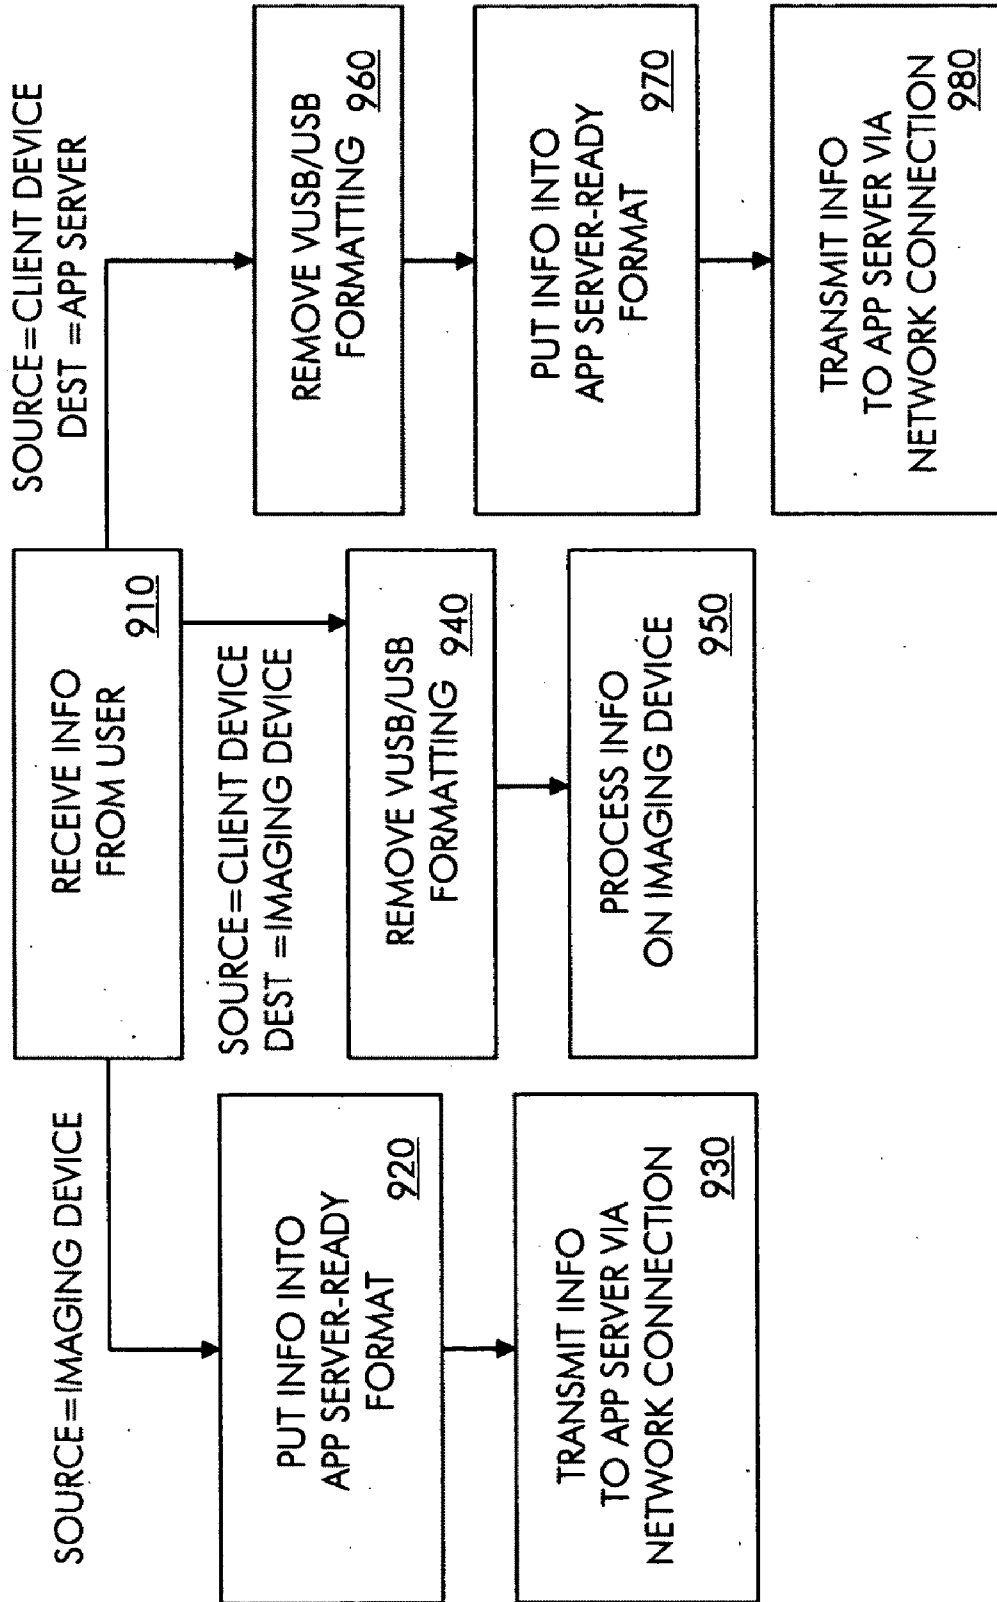 RECEIVE INFO
FROM USER
910
SOURCE=IMAGING DEVICE
PUT INFO INTO
APP SERVER-READY
FORMAT
920
TRANSMIT INFO
TO APP SERVER VIA
NETWORK CONNECTION
930
SOURCE=CLIENT DEVICE
DEST =IMAGING DEVICE
REMOVE VUSB/USB
FORMATTING
940
PROCESS INFO
ON IMAGING DEVICE
950
SOURCE=CLIENT DEVICE
DEST =APP SERVER
REMOVE VUSB/USB
FORMATTING
960
PUT INFO INTO
APP SERVER-READY
FORMAT
970
TRANSMIT INFO
TO APP SERVER VIA
NETWORK CONNECTION
980